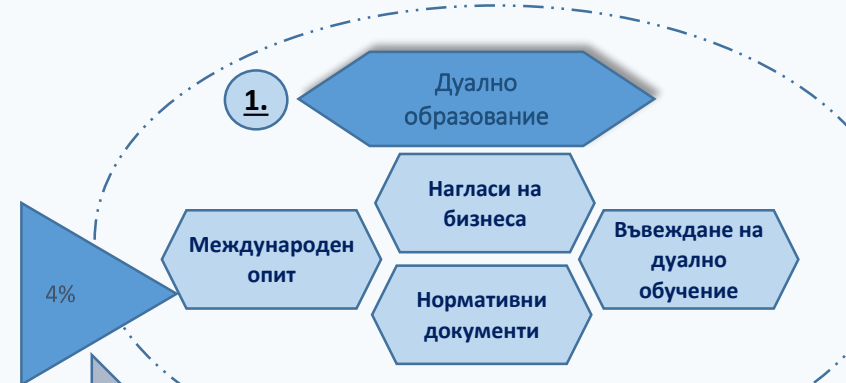 1.
Дуално
образование
Нагласи на
бизнеса
Международен
опит
Въвеждане на
дуално
обучение
Нормативни
документи
4%